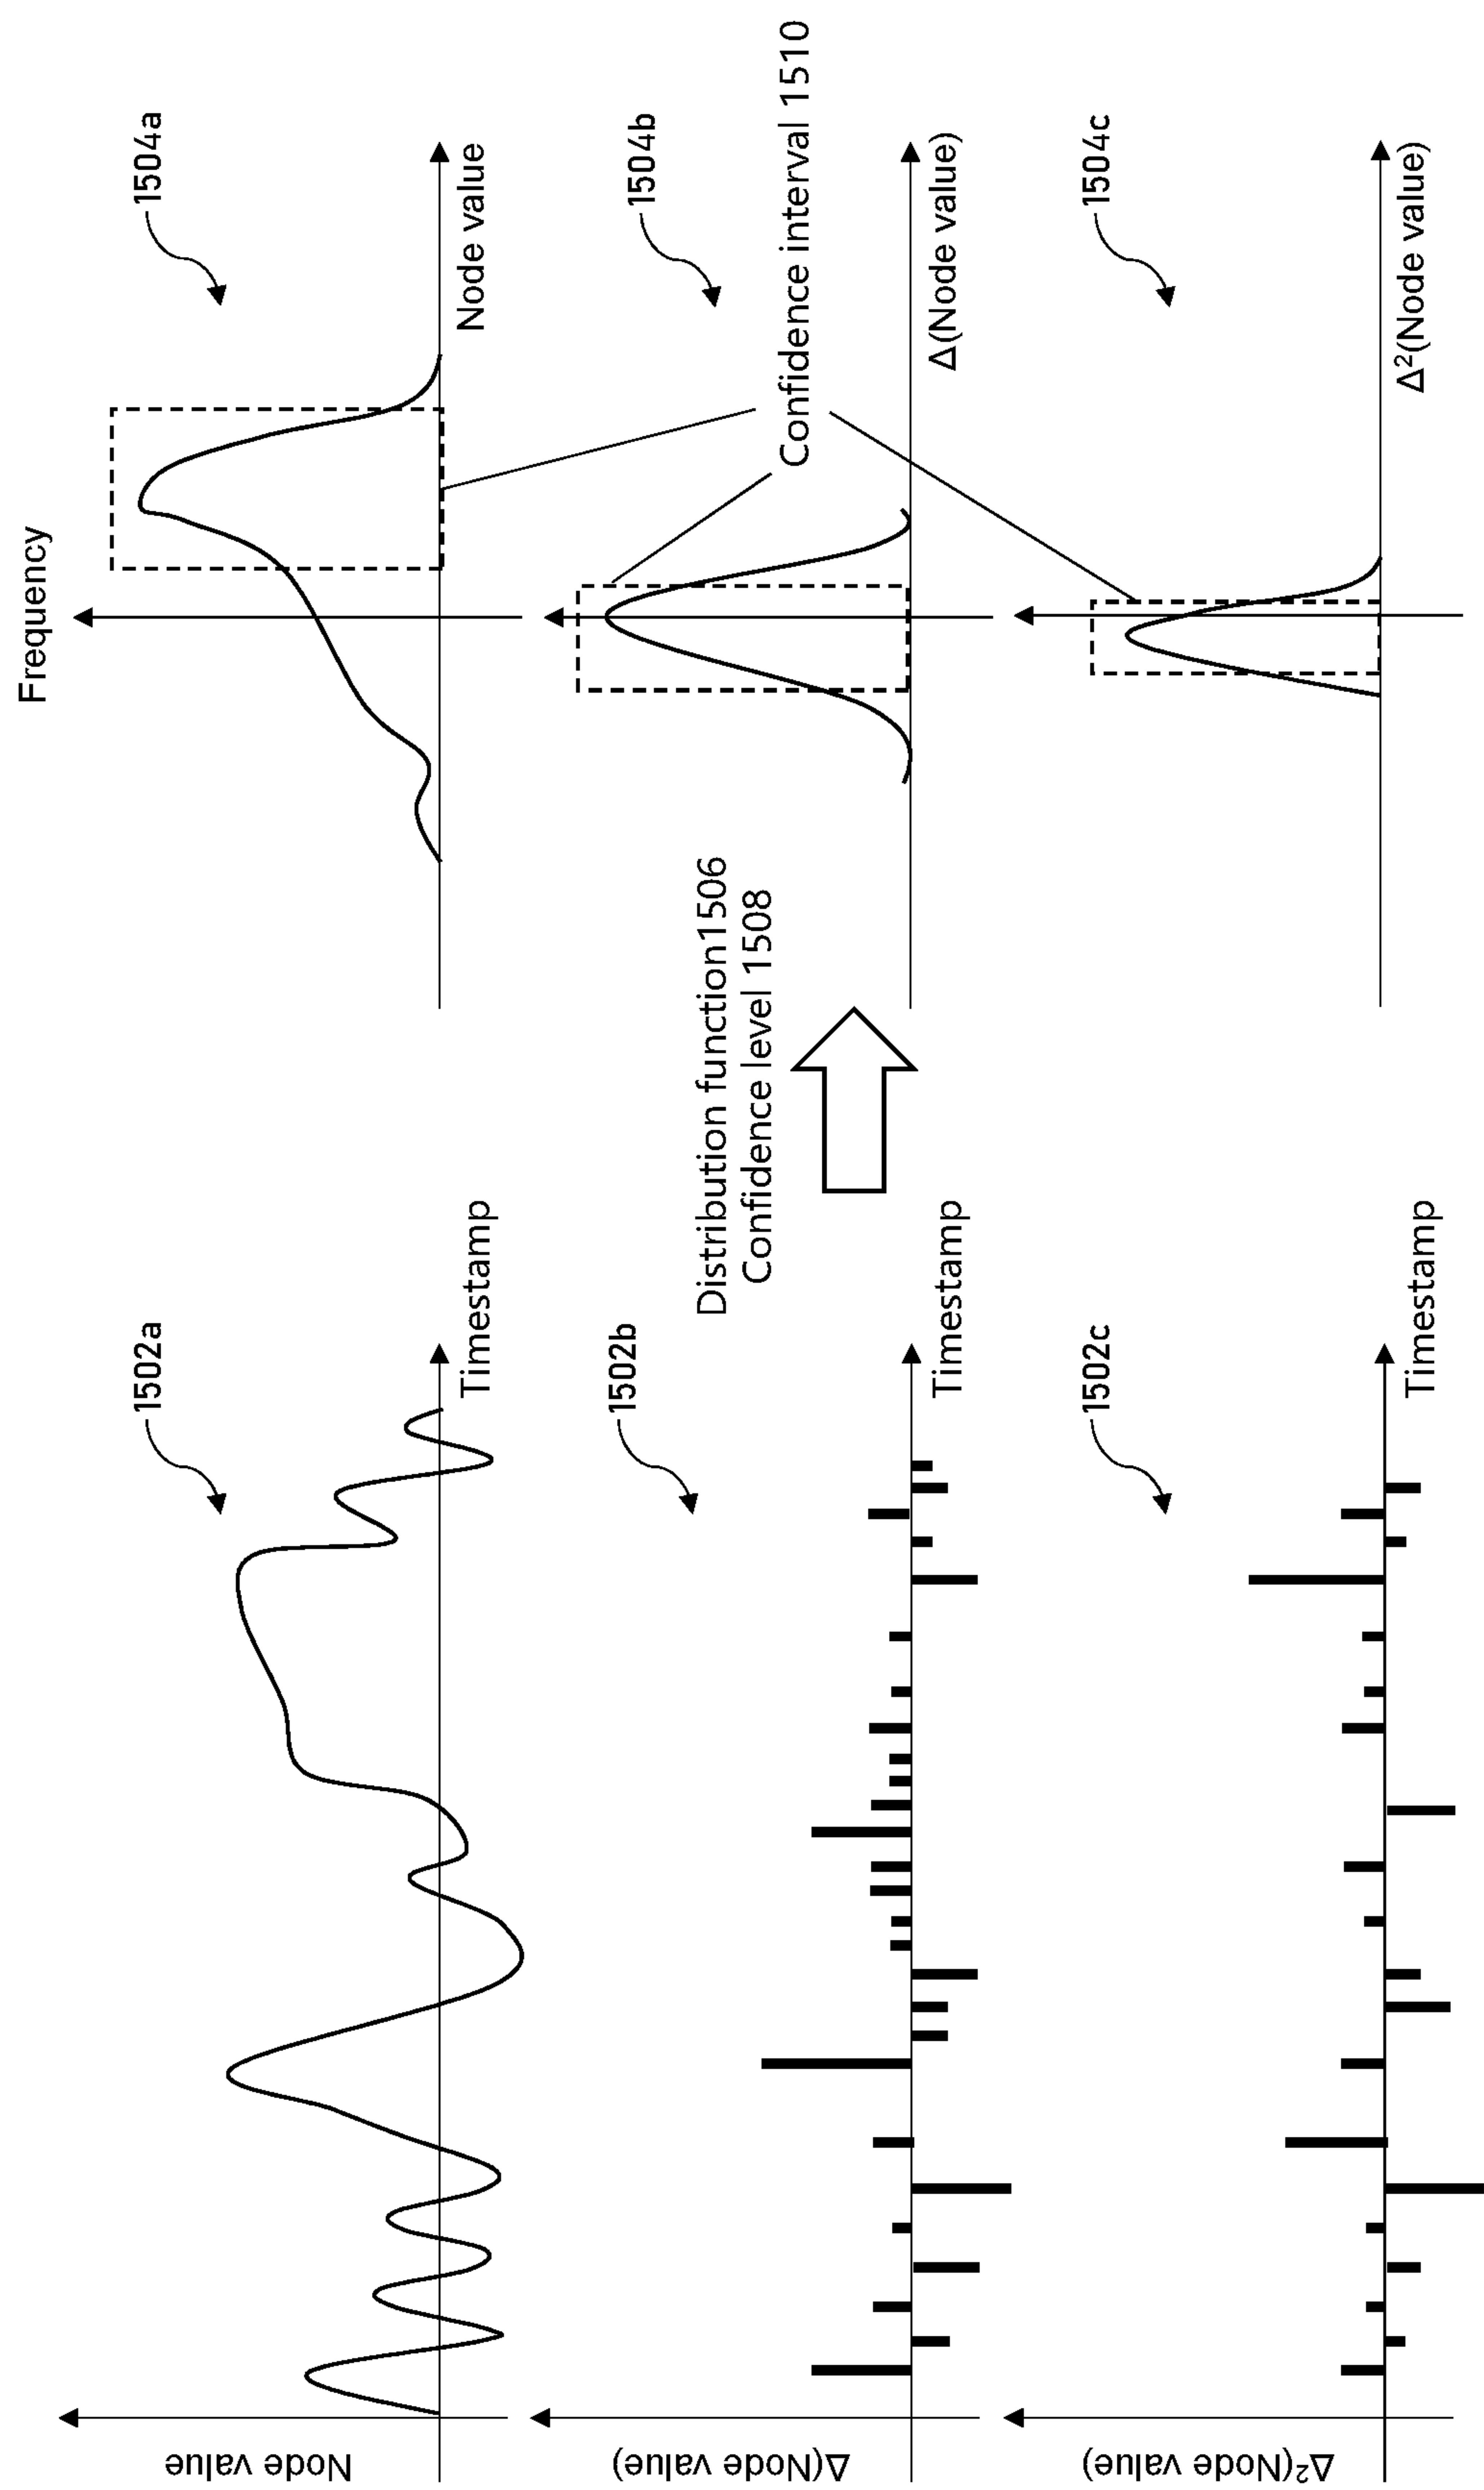 Node value
1502a
Timestamp
Frequency
1504a
Node value
Δ(Node value)
1502b
Timestamp
Distribution function1506
Confidence level 1508
1504b
Confidence interval 1510
Δ(Node value)
Δ²(Node value)
1502c
Timestamp
1504c
Δ²(Node value)